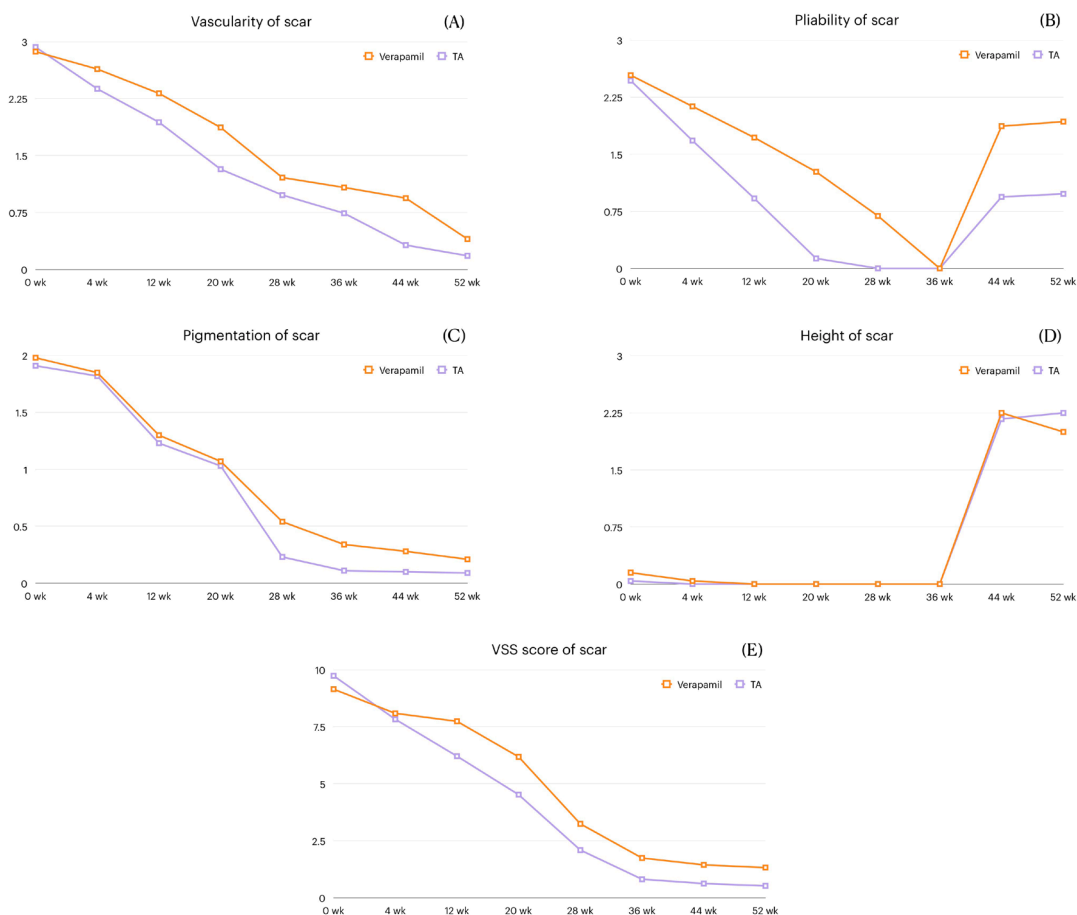 Vascularity of scar (A)
Verapamil TA
3
2.25
1.5
0.75
0
0 wk 4 wk 12 wk 20 wk 28 wk 36 wk 44 wk 52 wk
Pliability of scar (B)
Verapamil TA
3
2.25
1.5
0.75
0
0 wk 4 wk 12 wk 20 wk 28 wk 36 wk 44 wk 52 wk
Pigmentation of scar (C)
Verapamil TA
2
1.5
1
0.5
0
0 wk 4 wk 12 wk 20 wk 28 wk 36 wk 44 wk 52 wk
Height of scar (D)
Verapamil TA
3
2.25
1.5
0.75
0
0 wk 4 wk 12 wk 20 wk 28 wk 36 wk 44 wk 52 wk
VSS score of scar (E)
Verapamil TA
10
7.5
5
2.5
0
0 wk 4 wk 12 wk 20 wk 28 wk 36 wk 44 wk 52 wk